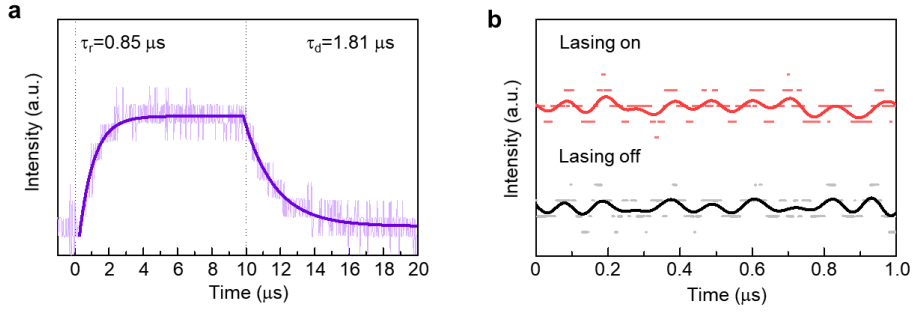 a
τr=0.85 μs
τd=1.81 μs
Intensity (a.u.)
0 2 4 6 8 10 12 14 16 18 20
Time (μs)
b
Lasing on
Lasing off
Intensity (a.u.)
0 0.2 0.4 0.6 0.8 1.0
Time (μs)